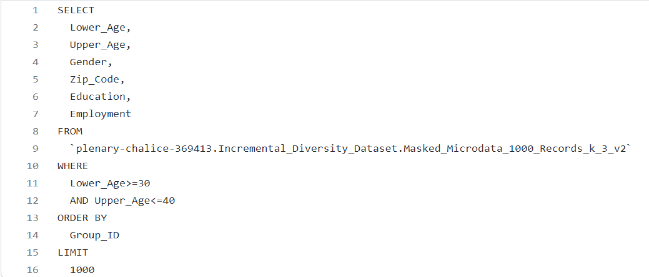 1 SELECT
2 Lower_Age,
3 Upper_Age,
4 Gender,
5 Zip_Code,
6 Education,
7 Employment
8 FROM
9 `plenary-chalice-369413.Incremental_Diversity_Dataset.Masked_Microdata_1000_Records_k_3_v2`
10 WHERE
11 Lower_Age>=30
12 AND Upper_Age<=40
13 ORDER BY
14 Group_ID
15 LIMIT
16 1000